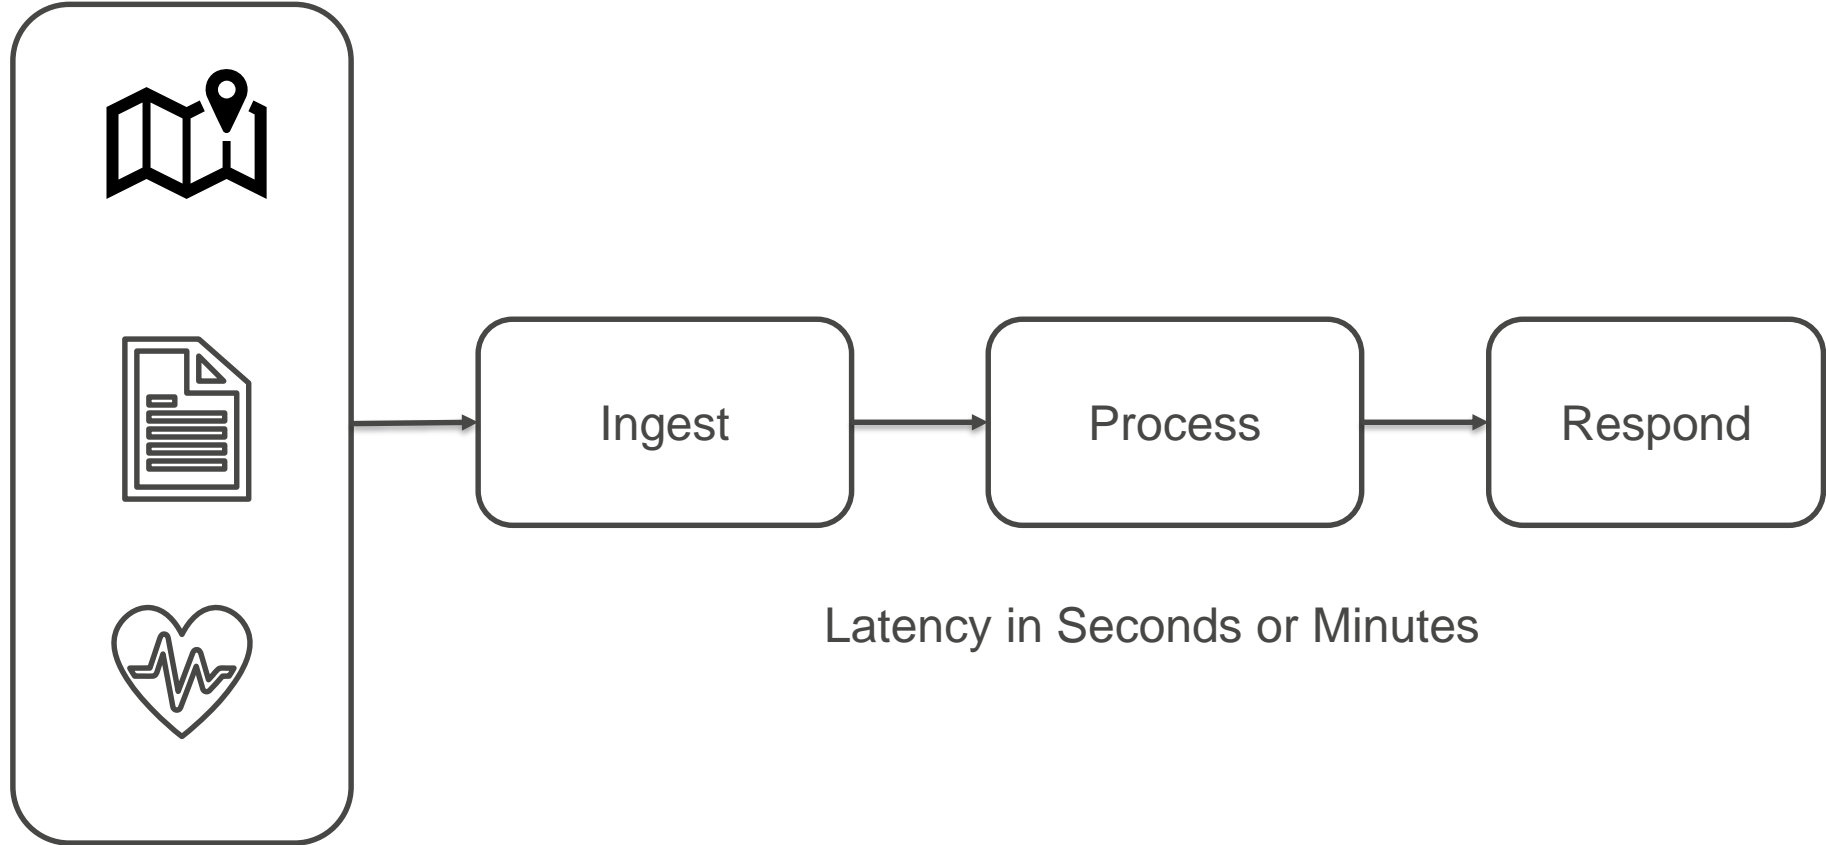 Ingest
Process
Respond
Latency in Seconds or Minutes